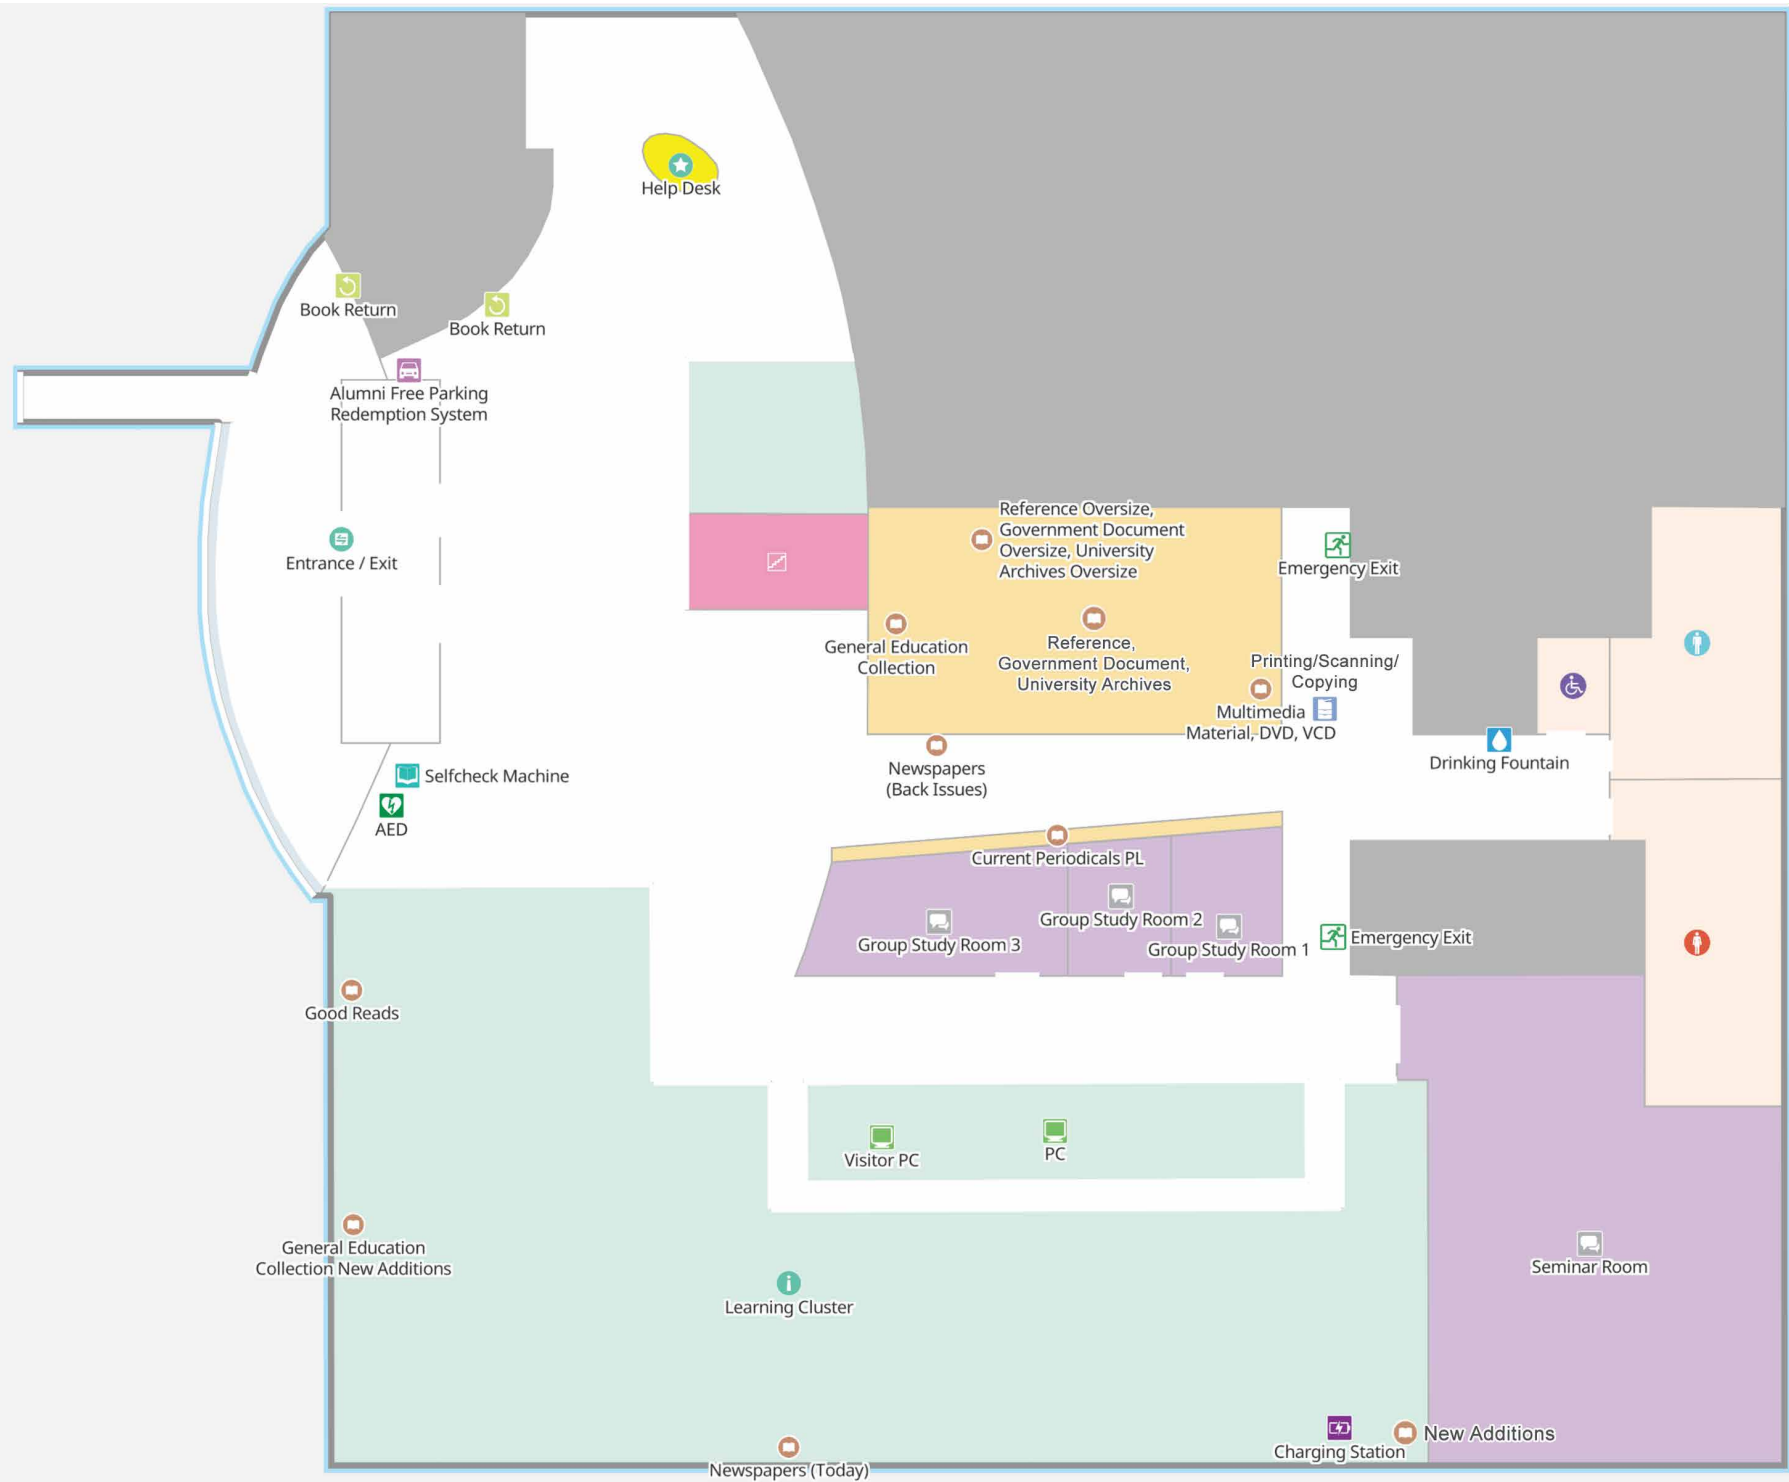 Help Desk
Book Return
Book Return
Alumni Free Parking
Redemption System
Entrance / Exit
Reference Oversize,
Government Document
Oversize, University
Archives Oversize
Emergency Exit
General Education
Collection
Reference,
Government Document,
University Archives
Printing/Scanning/
Copying
Multimedia
Material, DVD, VCD
Newspapers
(Back Issues)
Drinking Fountain
Selfcheck Machine
AED
Current Periodicals PL
Group Study Room 3
Group Study Room 2
Group Study Room 1
Emergency Exit
Good Reads
Visitor PC
PC
General Education
Collection New Additions
Learning Cluster
Seminar Room
Charging Station
New Additions
Newspapers (Today)